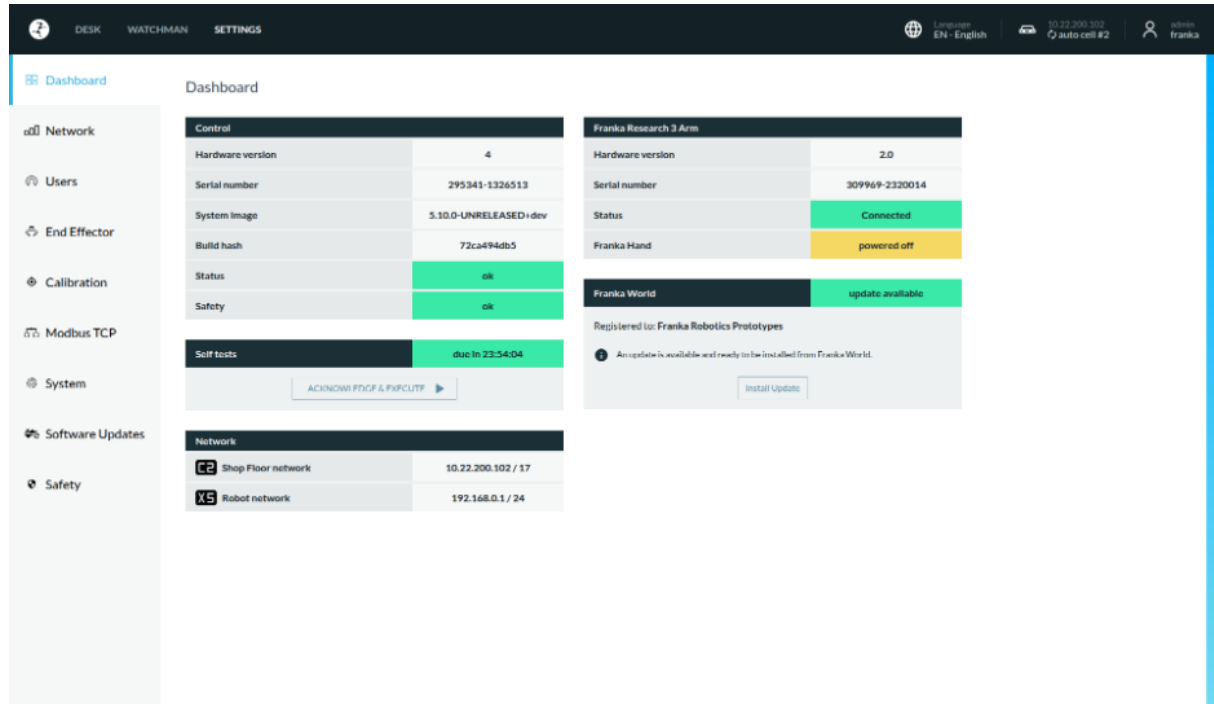 DESK WATCHMAN SETTINGS
Language
EN - English
10.22.200.102
auto cell #2
admin
franka
Dashboard
Network
Users
End Effector
Calibration
Modbus TCP
System
Software Updates
Safety
Dashboard
Control
Hardware version 4
Serial number 295341-1326513
System Image 5.10.0-UNRELEASED+dev
Build hash 72ca494db5
Status ok
Safety ok
Self tests due in 23:54:04
ACKNOWLEDGE & EXECUTE
Network
C2 Shop Floor network 10.22.200.102 / 17
X5 Robot network 192.168.0.1 / 24
Franka Research 3 Arm
Hardware version 2.0
Serial number 309969-2320014
Status Connected
Franka Hand powered off
Franka World update available
Registered to: Franka Robotics Prototypes
An update is available and ready to be installed from Franka World.
Install Update